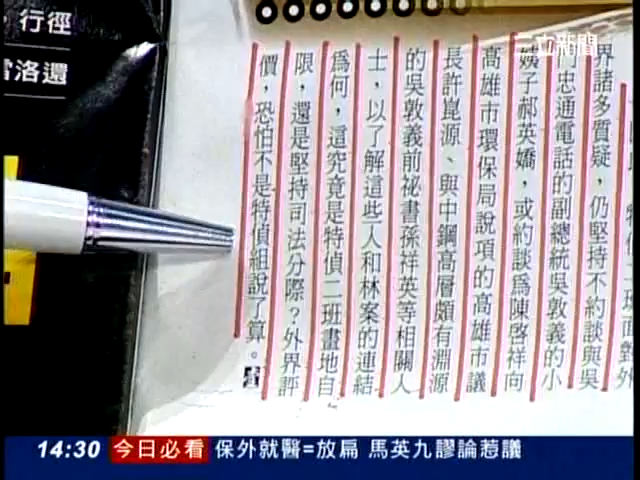 三立新聞
班面對外
界諸多質疑，仍堅持不約談與吳
忠通電話的副總統吳敦義的小
姨子郝英嬌，或約談爲陳啓祥向
高雄市環保局說項的高雄市議
長許崑源、與中鋼高層頗有淵源
的吳敦義前祕書孫祥英等相關人
士，以了解這些人和林案的連結
爲何，這究竟是特偵二班畫地自
限，還是堅持司法分際？外界評
價，恐怕不是特偵組說了算。
行徑
洛還
14:30 今日必看 保外就醫=放扁 馬英九謬論惹議